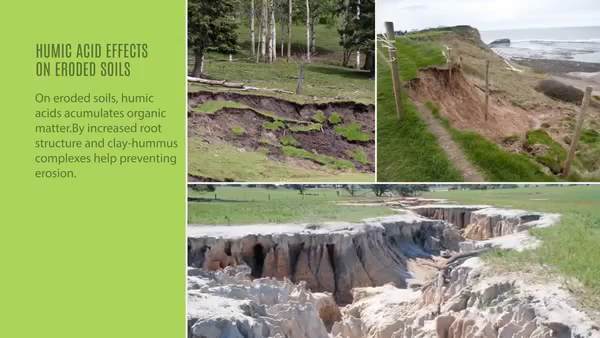 HUMIC ACID EFFECTS
ON ERODED SOILS
On eroded soils, humic
acids acumulates organic
matter.By increased root
structure and clay-hummus
complexes help preventing
erosion.